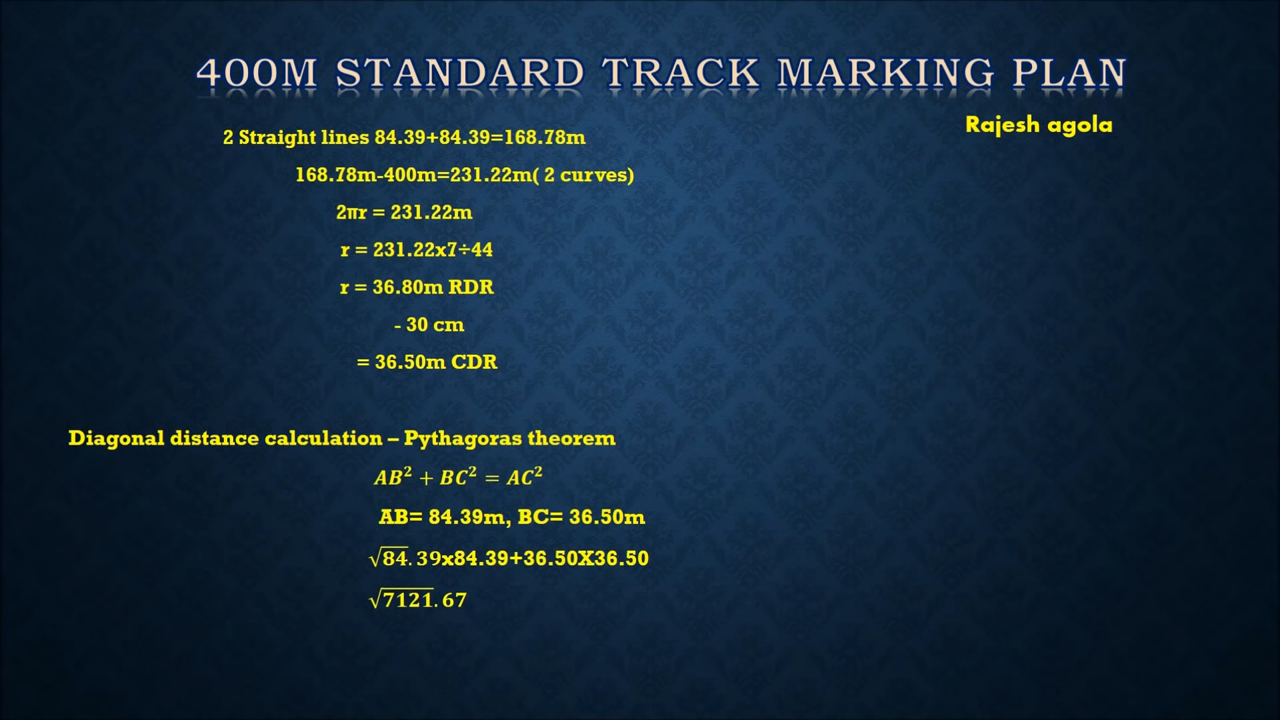 400M STANDARD TRACK MARKING PLAN
Rajesh agola
2 Straight lines 84.39+84.39=168.78m
168.78m-400m=231.22m( 2 curves)
2πr = 231.22m
r = 231.22x7÷44
r = 36.80m RDR
- 30 cm
= 36.50m CDR
Diagonal distance calculation – Pythagoras theorem
AB² + BC² = AC²
AB= 84.39m, BC= 36.50m
√84.39x84.39+36.50X36.50
√7121.67